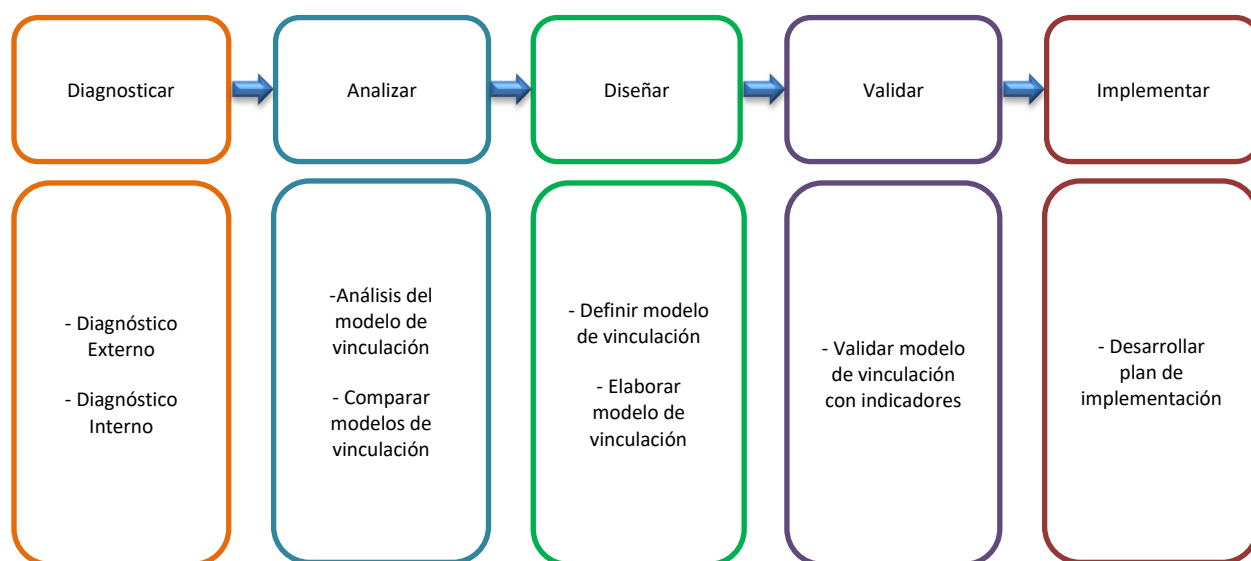 Diagnosticar
Analizar
Diseñar
Validar
Implementar
- Diagnóstico
Externo
- Diagnóstico
Interno
-Análisis del
modelo de
vinculación
- Comparar
modelos de
vinculación
- Definir modelo
de vinculación
- Elaborar
modelo de
vinculación
- Validar modelo
de vinculación
con indicadores
- Desarrollar
plan de
implementación